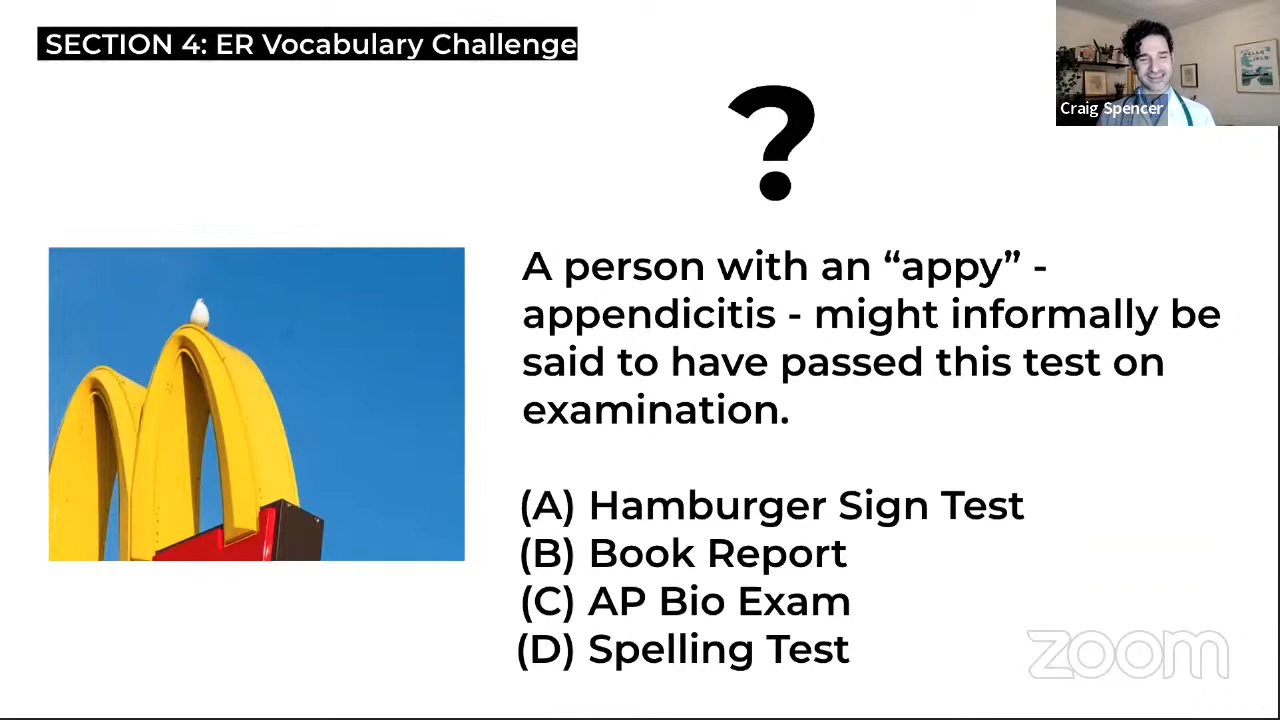 SECTION 4: ER Vocabulary Challenge
Craig Spencer
?
A person with an “appy” -
appendicitis - might informally be
said to have passed this test on
examination.
(A) Hamburger Sign Test
(B) Book Report
(C) AP Bio Exam
(D) Spelling Test
zoom